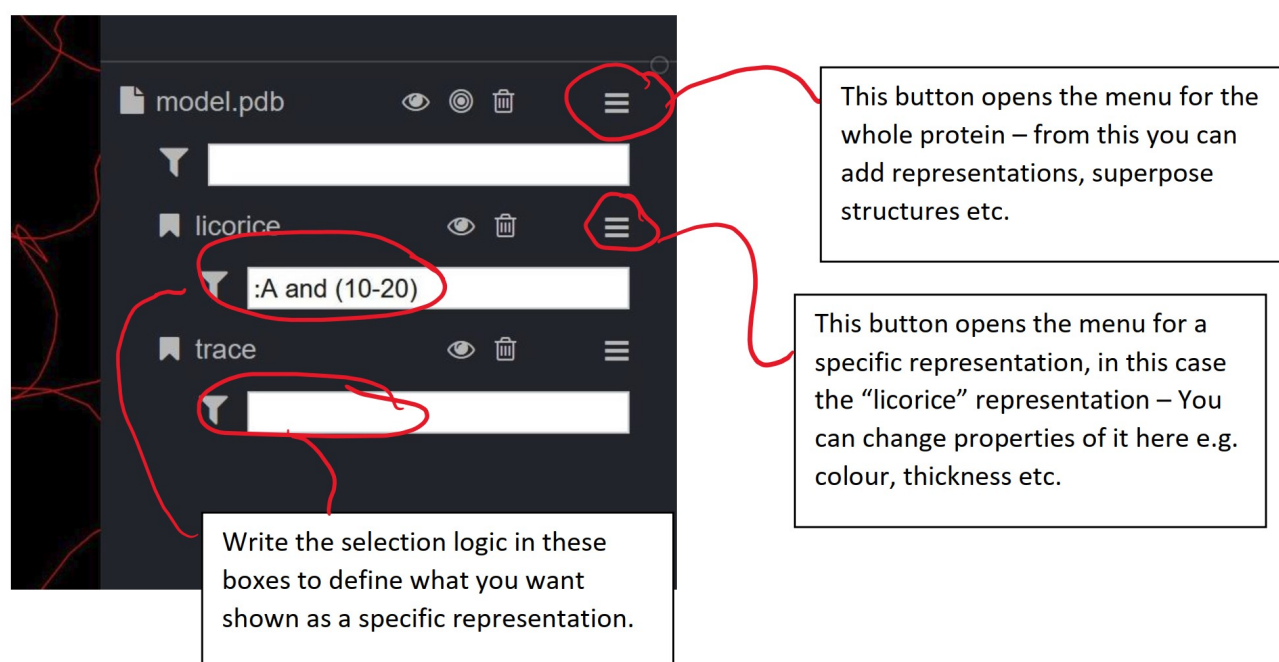 model.pdb
licorice
:A and (10-20)
trace
This button opens the menu for the
whole protein – from this you can
add representations, superpose
structures etc.
This button opens the menu for a
specific representation, in this case
the “licorice” representation – You
can change properties of it here e.g.
colour, thickness etc.
Write the selection logic in these
boxes to define what you want
shown as a specific representation.